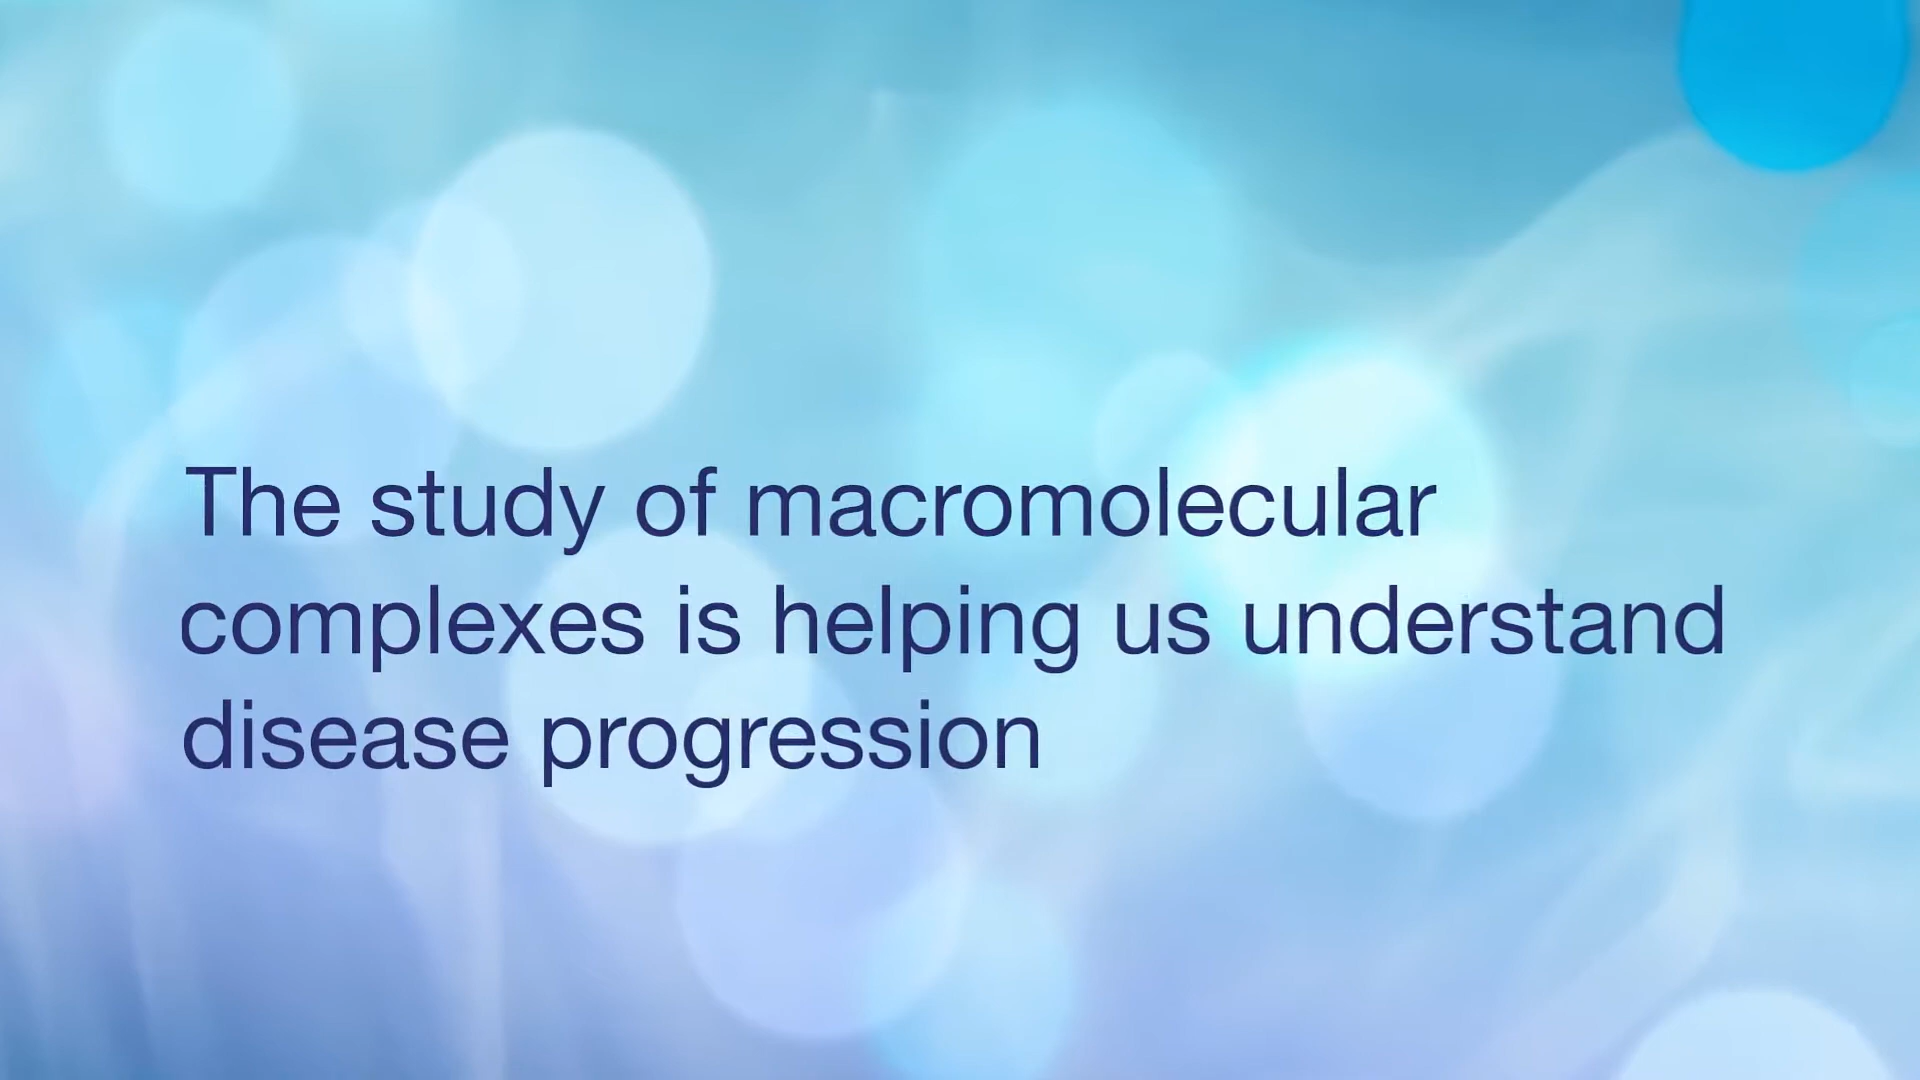 The study of macromolecular
complexes is helping us understand
disease progression